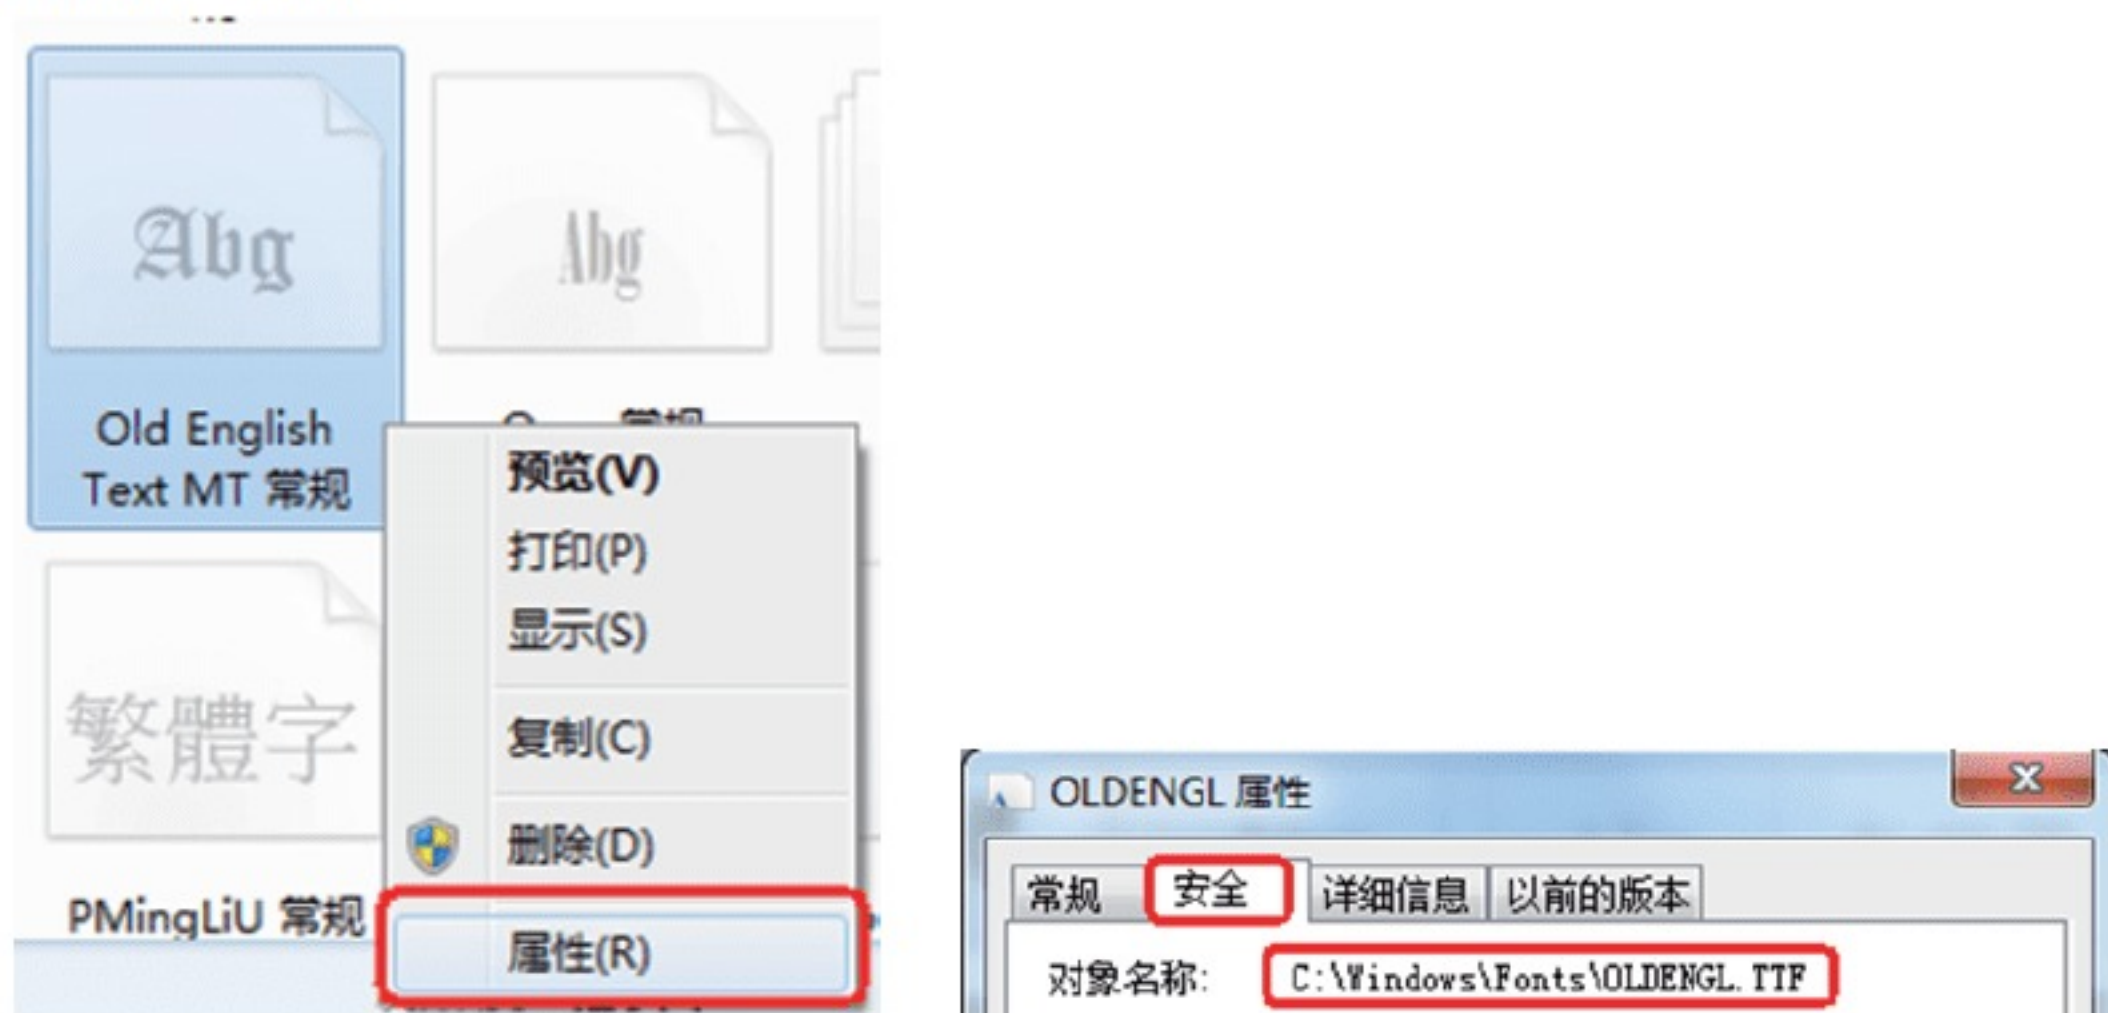 Abg
Abg
Old English
Text MT 常规
常规
预览(V)
打印(P)
显示(S)
复制(C)
删除(D)
属性(R)
繁體字
PMingLiU 常规
OLDENGL 属性
常规 安全 详细信息 以前的版本
对象名称: C:\Windows\Fonts\OLDENGL.TTF